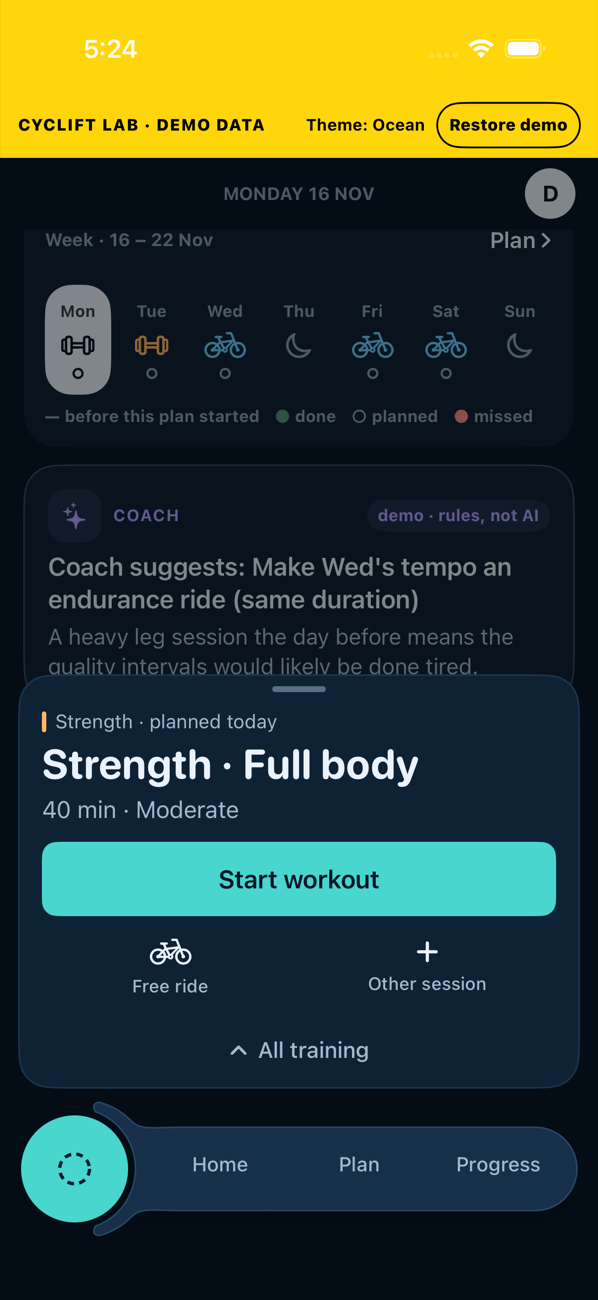 5:24
CYCLIFT LAB · DEMO DATA
Theme: Ocean
Restore demo
MONDAY 16 NOV
D
Week · 16 – 22 Nov
Plan
Mon Tue Wed Thu Fri Sat Sun
— before this plan started done planned missed
COACH
demo · rules, not AI
Coach suggests: Make Wed's tempo an
endurance ride (same duration)
A heavy leg session the day before means the
quality intervals would likely be done tired.
Strength · planned today
Strength · Full body
40 min · Moderate
Start workout
Free ride
Other session
All training
Home Plan Progress